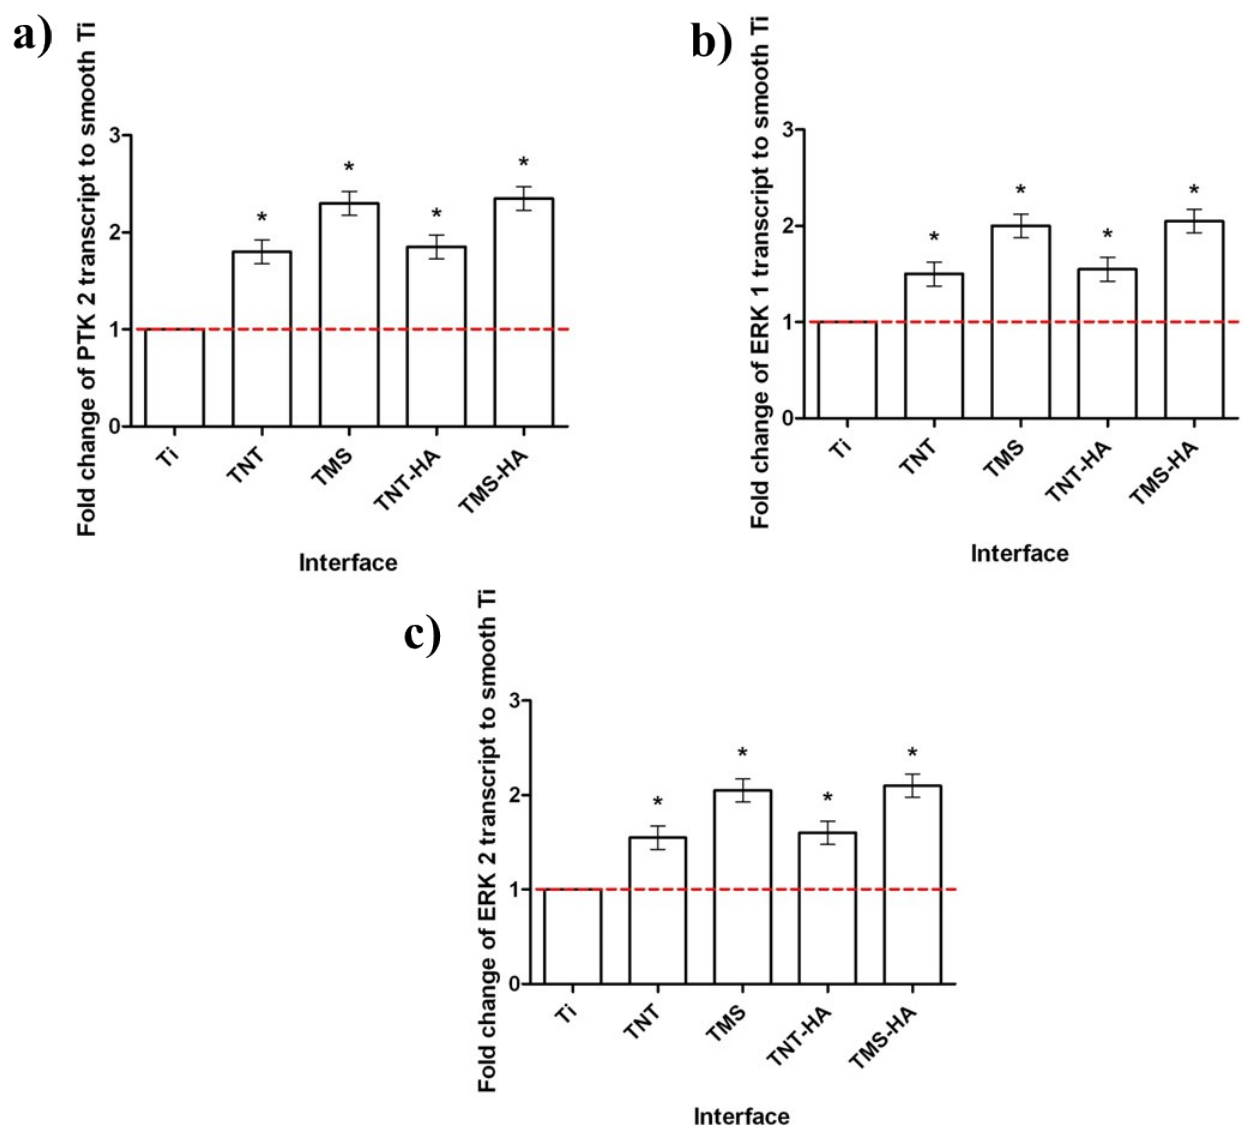 a)
Fold change of PTK 2 transcript to smooth Ti
3
*
*
*
*
2
1
0
Ti
TNT
TMS
TNT-HA
TMS-HA
Interface
b)
Fold change of ERK 1 transcript to smooth Ti
3
*
*
*
*
2
1
0
Ti
TNT
TMS
TNT-HA
TMS-HA
Interface
c)
Fold change of ERK 2 transcript to smooth Ti
3
*
*
*
*
2
1
0
Ti
TNT
TMS
TNT-HA
TMS-HA
Interface